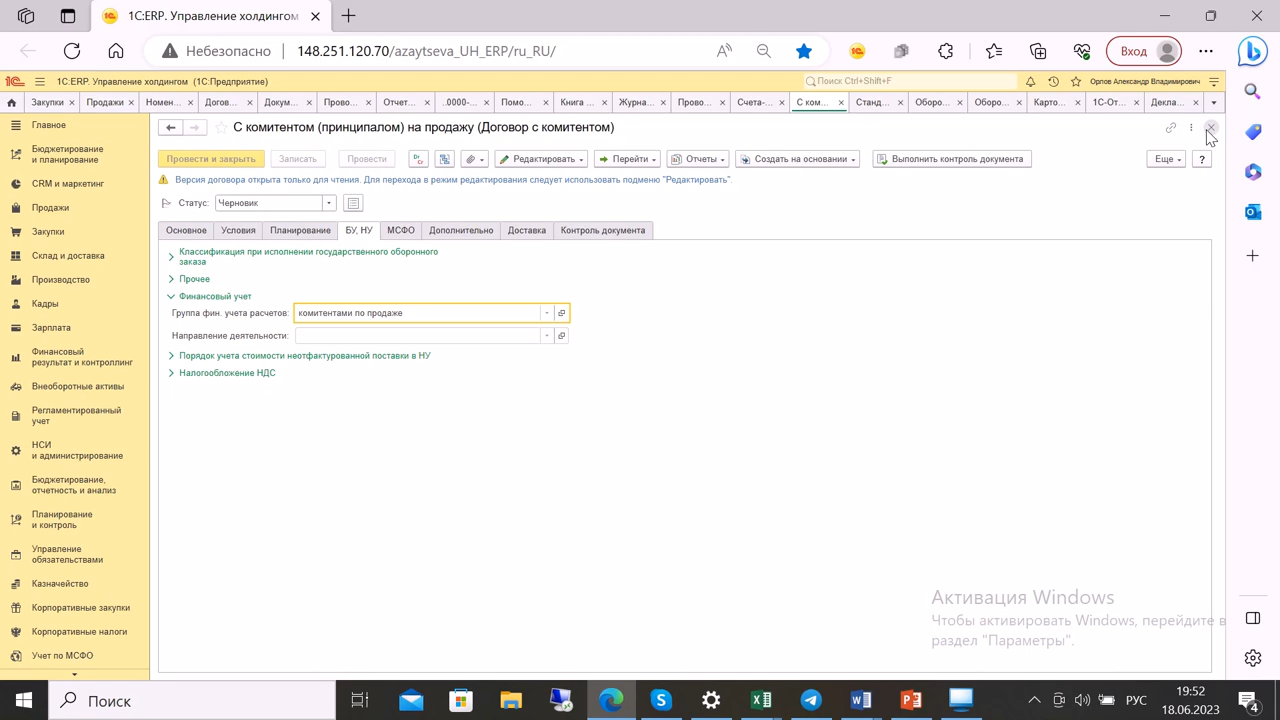 1С:ERP. Управление холдингом
Небезопасно
148.251.120.70/azaytseva_UH_ERP/ru_RU/
Вход
1С:ERP. Управление холдингом (1С:Предприятие)
Поиск Ctrl+Shift+F
Орлов Александр Владимирович
Закупки
Продажи
Номен...
Догов...
Докум...
Прово...
Отчет...
..0000-...
Помо...
Книга ...
Журна...
Прово...
Счета-...
С ком...
Станд...
Оборо...
Оборо...
Карто...
1С-От...
Декла...
Главное
Бюджетирование
и планирование
CRM и маркетинг
Продажи
Закупки
Склад и доставка
Производство
Кадры
Зарплата
Финансовый
результат и контроллинг
Внеоборотные активы
Регламентированный
учет
НСИ
и администрирование
Бюджетирование,
отчетность и анализ
Планирование
и контроль
Управление
обязательствами
Казначейство
Корпоративные закупки
Корпоративные налоги
Учет по МСФО
С комитентом (принципалом) на продажу (Договор с комитентом)
Провести и закрыть
Записать
Провести
Дт
Кт
Редактировать
Перейти
Отчеты
Создать на основании
Выполнить контроль документа
Еще
?
Версия договора открыта только для чтения. Для перехода в режим редактирования следует использовать подменю "Редактировать".
Статус:
Черновик
Основное
Условия
Планирование
БУ, НУ
МСФО
Дополнительно
Доставка
Контроль документа
Классификация при исполнении государственного оборонного
заказа
Прочее
Финансовый учет
Группа фин. учета расчетов:
комитентами по продаже
Направление деятельности:
Порядок учета стоимости неотфактурованной поставки в НУ
Налогообложение НДС
Активация Windows
Чтобы активировать Windows, перейдите в
раздел "Параметры".
Поиск
РУС
19:52
18.06.2023
4